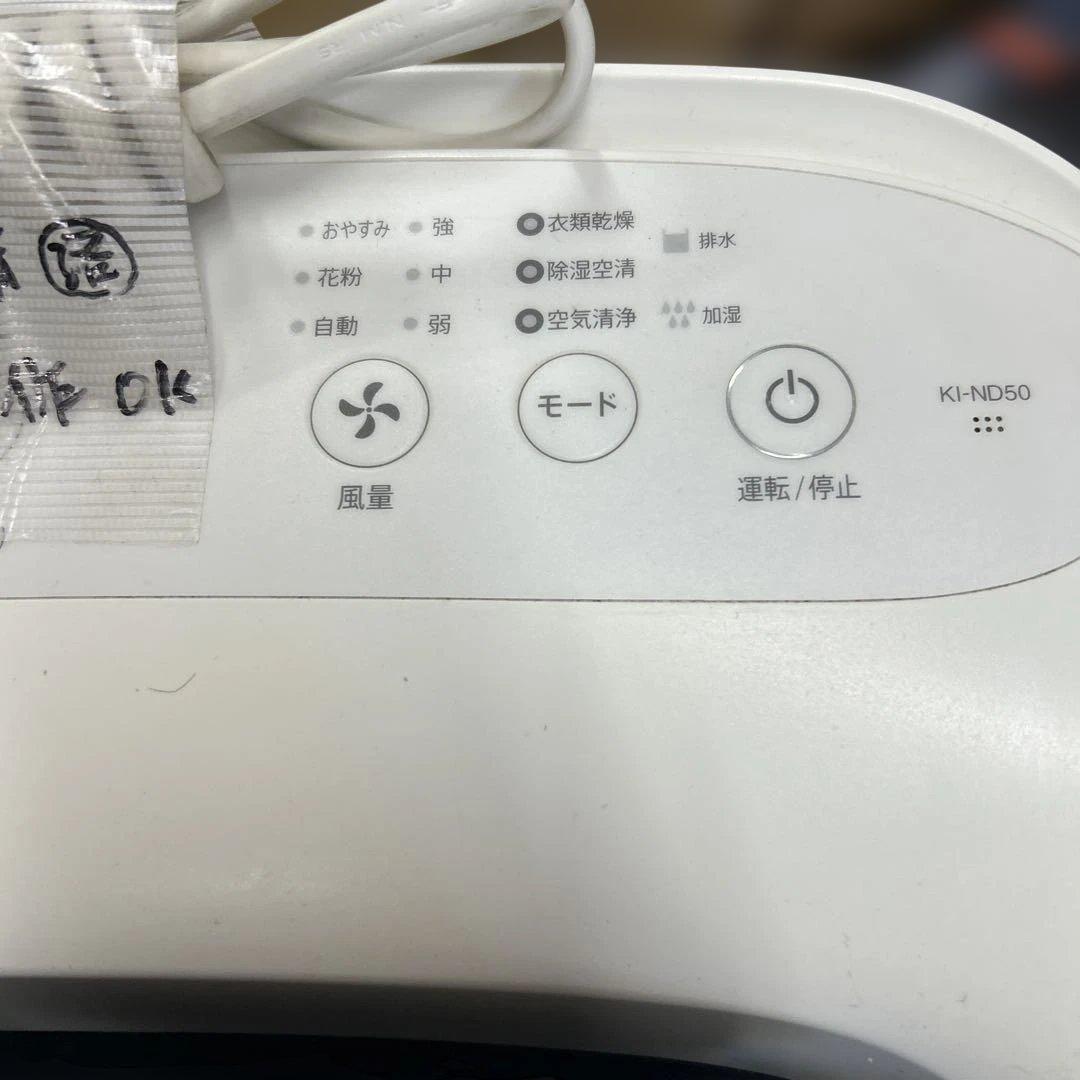 済
OK
おやすみ 強
花粉 中
自動 弱
風量
衣類乾燥
除湿空清
空気清浄
モード
排水
加湿
運転/停止
KI-ND50